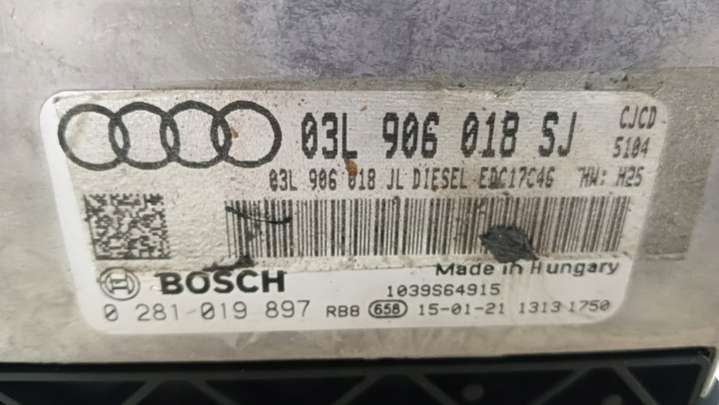 03L 906 018 SJ CJCD
5104
03L 906 018 JL DIESEL EDC17C46 HW: H25
BOSCH Made in Hungary
1039S64915
0 281 019 897 RB8 658 15-01-21 1313 1750